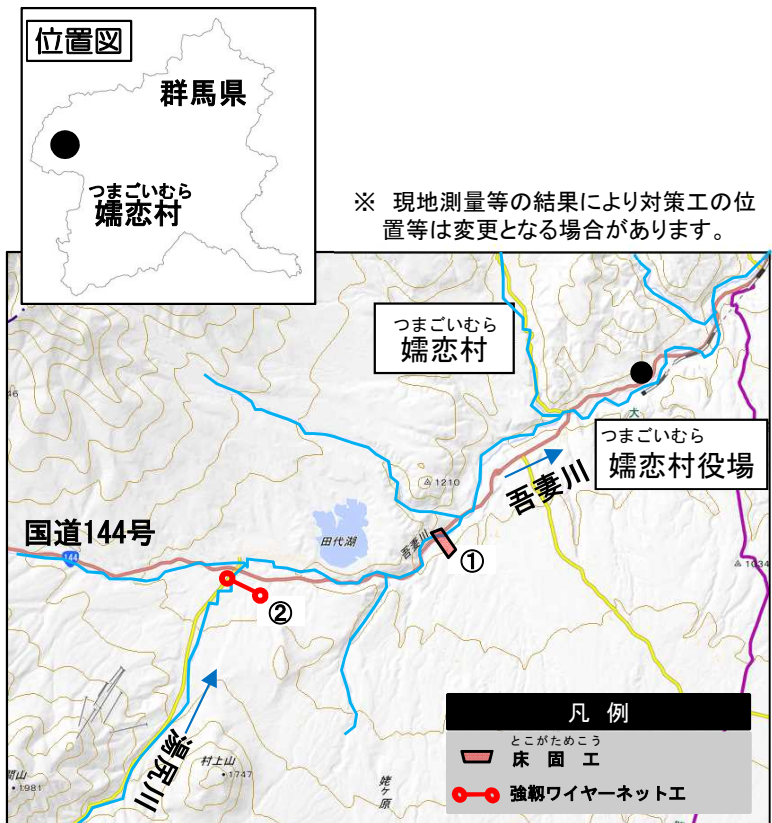 位置図
群馬県
つまごいむら
嬬恋村
※ 現地測量等の結果により対策工の位
置等は変更となる場合があります。
つまごいむら
嬬恋村
大
つまごいむら
嬬恋村役場
1210
吾妻川
国道144号
田代湖
吾妻川
①
144
1034
②
湯尻川
村上山
・1747
姥ヶ原
間山
・1981
凡 例
とこがためこう
床 固 工
強靱ワイヤーネット工